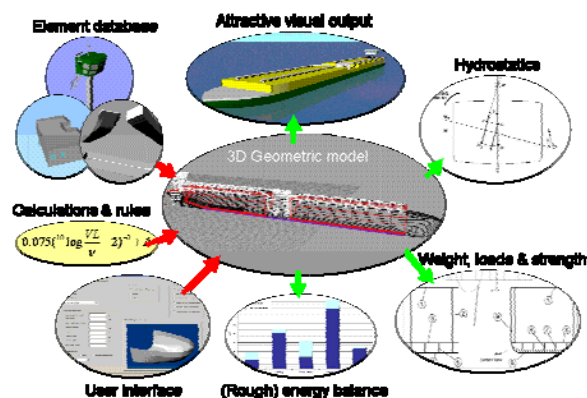 Element database
Attractive visual output
Hydrostatics
3D Geometric model
Calculations & rules
0.075(¹⁰log VL/ν - 2)⁻²
Weight, loads & strength
User interface
(Rough) energy balance